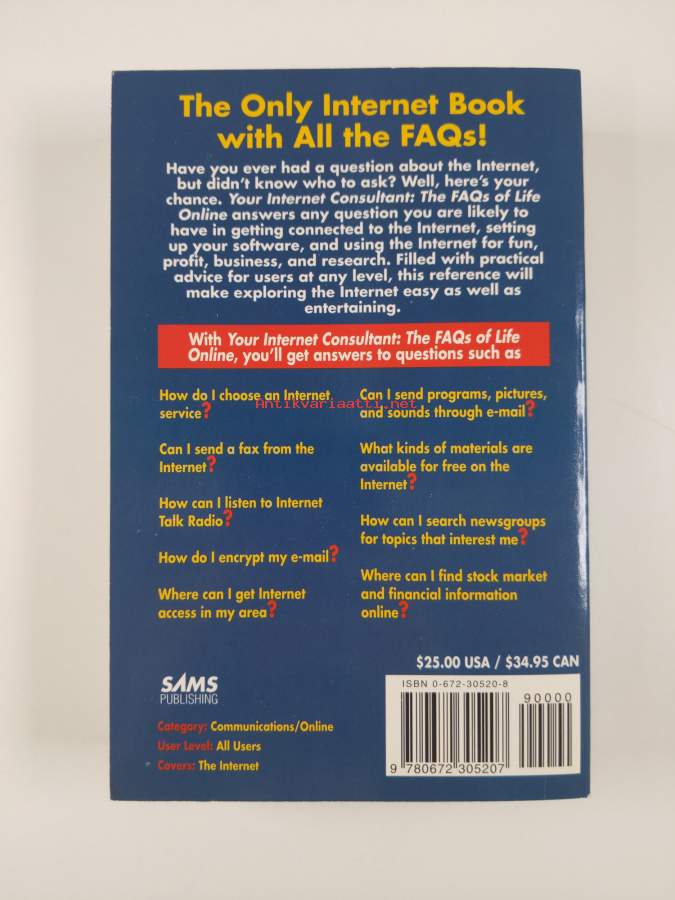 The Only Internet Book
with All the FAQs!
Have you ever had a question about the Internet,
but didn't know who to ask? Well, here's your
chance. Your Internet Consultant: The FAQs of Life
Online answers any question you are likely to
have in getting connected to the Internet, setting
up your software, and using the Internet for fun,
profit, business, and research. Filled with practical
advice for users at any level, this reference will
make exploring the Internet easy as well as
entertaining.
With Your Internet Consultant: The FAQs of Life
Online, you'll get answers to questions such as
How do I choose an Internet
service?
Can I send a fax from the
Internet?
How can I listen to Internet
Talk Radio?
How do I encrypt my e-mail?
Where can I get Internet
access in my area?
Can I send programs, pictures,
and sounds through e-mail?
What kinds of materials are
available for free on the
Internet?
How can I search newsgroups
for topics that interest me?
Where can I find stock market
and financial information
online?
Antikvariaatti.net
$25.00 USA / $34.95 CAN
ISBN 0-672-30520-8
90000
9 780672 305207
SAMS
PUBLISHING
Category: Communications/Online
User Level: All Users
Covers: The Internet